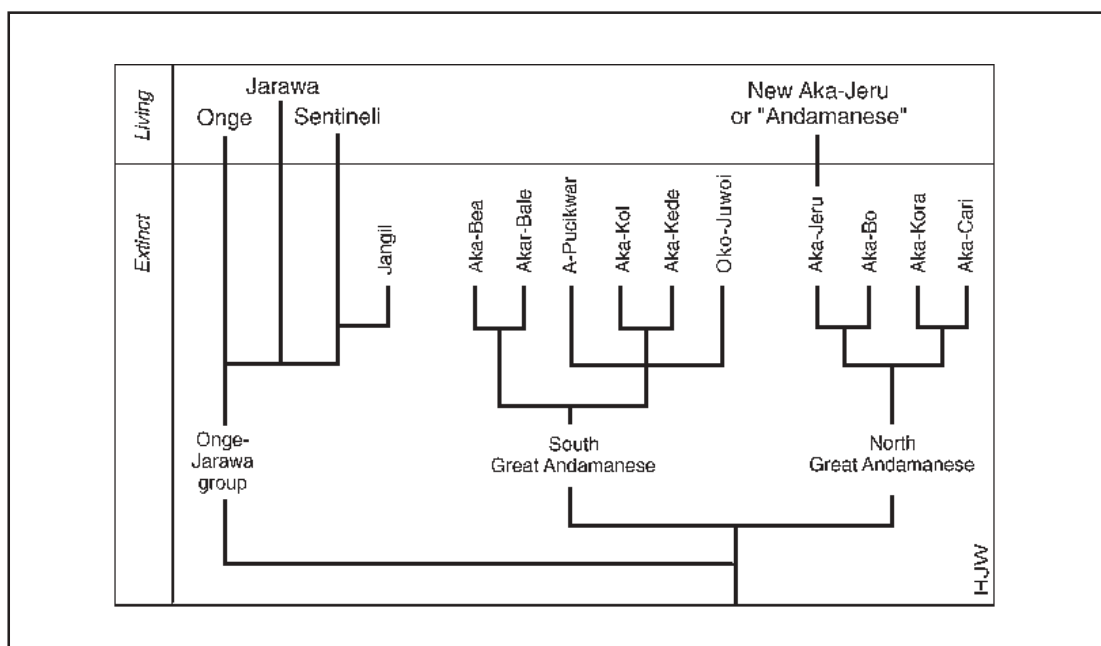 Living
Jarawa
Onge
Sentineli
New Aka-Jeru
or "Andamanese"
Extinct
Jangil
Aka-Bea
Akar-Bale
A-Pucikwar
Aka-Kol
Aka-Kede
Oko-Juwoi
Aka-Jeru
Aka-Bo
Aka-Kora
Aka-Cari
Onge-
Jarawa
group
South
Great Andamanese
North
Great Andamanese